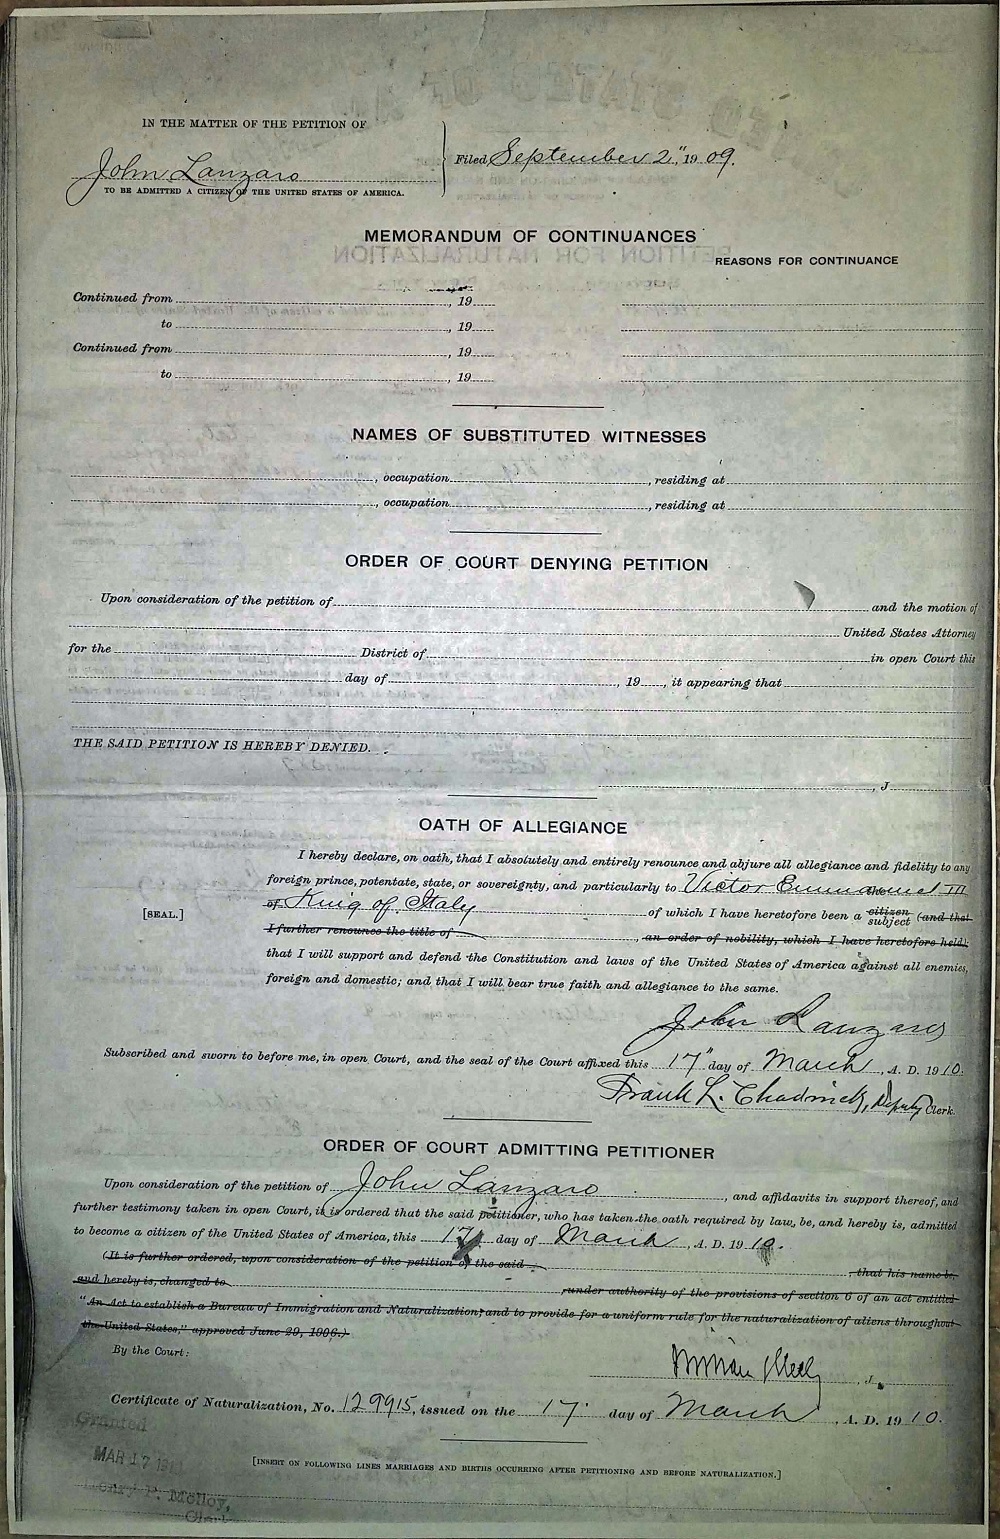 IN THE MATTER OF THE PETITION OF
John Lanzaro
TO BE ADMITTED A CITIZEN OF THE UNITED STATES OF AMERICA.
Filed September 2," 1909.
MEMORANDUM OF CONTINUANCES
REASONS FOR CONTINUANCE
Continued from , 19
to , 19
Continued from , 19
to , 19
NAMES OF SUBSTITUTED WITNESSES
, occupation , residing at
, occupation , residing at
ORDER OF COURT DENYING PETITION
Upon consideration of the petition of and the motion of
United States Attorney
for the District of in open Court this
day of , 19 , it appearing that
THE SAID PETITION IS HEREBY DENIED.
, J
OATH OF ALLEGIANCE
I hereby declare, on oath, that I absolutely and entirely renounce and abjure all allegiance and fidelity to any
foreign prince, potentate, state, or sovereignty, and particularly to Victor Emmanuel III
of King of Italy of which I have heretofore been a citizen subject (and that
[SEAL.]
I further renounce the title of , an order of nobility, which I have heretofore held);
that I will support and defend the Constitution and laws of the United States of America against all enemies,
foreign and domestic; and that I will bear true faith and allegiance to the same.
John Lanzaro
Subscribed and sworn to before me, in open Court, and the seal of the Court affixed this 17" day of March, A. D. 1910.
Frank L. Chadwick, Deputy Clerk.
ORDER OF COURT ADMITTING PETITIONER
Upon consideration of the petition of John Lanzaro , and affidavits in support thereof, and
further testimony taken in open Court, it is ordered that the said petitioner, who has taken the oath required by law, be, and hereby is, admitted
to become a citizen of the United States of America, this 17 day of March , A. D. 1910.
(It is further ordered, upon consideration of the petition of the said , that his name be,
and hereby is, changed to , under authority of the provisions of section 6 of an act entitled
"An Act to establish a Bureau of Immigration and Naturalization, and to provide for a uniform rule for the naturalization of aliens throughout
the United States," approved June 29, 1906.)
By the Court:
, J.
Certificate of Naturalization, No. 129915, issued on the 17 day of March , A. D. 1910.
Granted
MAR 17
Henry P. Molloy,
Clerk
[INSERT ON FOLLOWING LINES MARRIAGES AND BIRTHS OCCURRING AFTER PETITIONING AND BEFORE NATURALIZATION.]